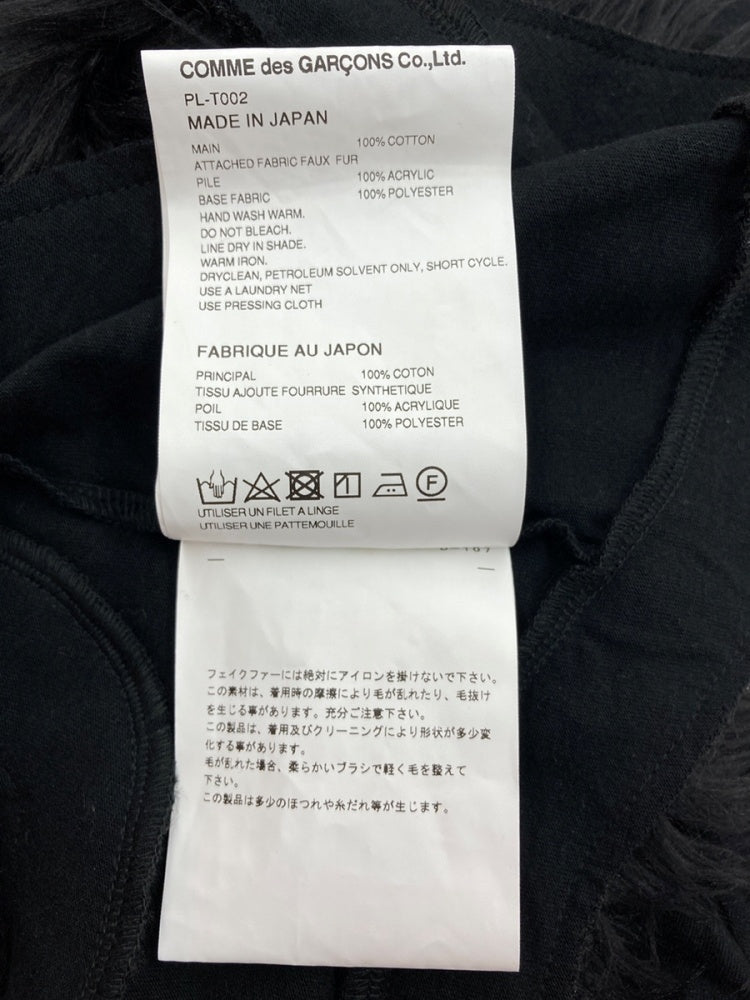 COMME des GARÇONS Co.,Ltd.
PL-T002
MADE IN JAPAN
MAIN 100% COTTON
ATTACHED FABRIC FAUX FUR
PILE 100% ACRYLIC
BASE FABRIC 100% POLYESTER
HAND WASH WARM.
DO NOT BLEACH.
LINE DRY IN SHADE.
WARM IRON.
DRYCLEAN, PETROLEUM SOLVENT ONLY, SHORT CYCLE.
USE A LAUNDRY NET
USE PRESSING CLOTH
FABRIQUE AU JAPON
PRINCIPAL 100% COTON
TISSU AJOUTE FOURRURE SYNTHETIQUE
POIL 100% ACRYLIQUE
TISSU DE BASE 100% POLYESTER
F
UTILISER UN FILET A LINGE
UTILISER UNE PATTEMOUILLE
フェイクファーには絶対にアイロンを掛けないで下さい。
この素材は、着用時の摩擦により毛が乱れたり、毛抜け
を生じる事があります。充分ご注意下さい。
この製品は、着用及びクリーニングにより形状が多少変
化する事があります。
毛が乱れた場合、柔らかいブラシで軽く毛を整えて
下さい。
この製品は多少のほつれや糸だれ等が生じます。